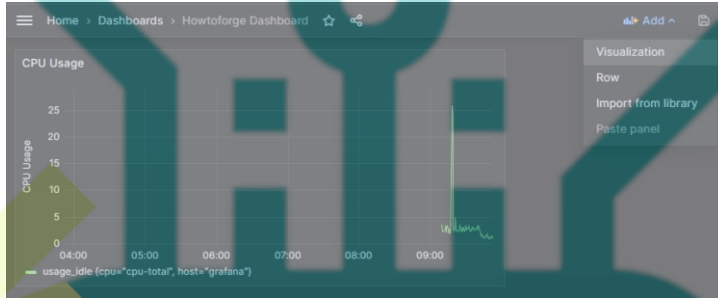 Home › Dashboards › Howtoforge Dashboard
Add
Visualization
Row
Import from library
Paste panel
CPU Usage
CPU Usage
25
20
15
10
5
0
04:00 05:00 06:00 07:00 08:00 09:00
usage_idle {cpu="cpu-total", host="grafana"}